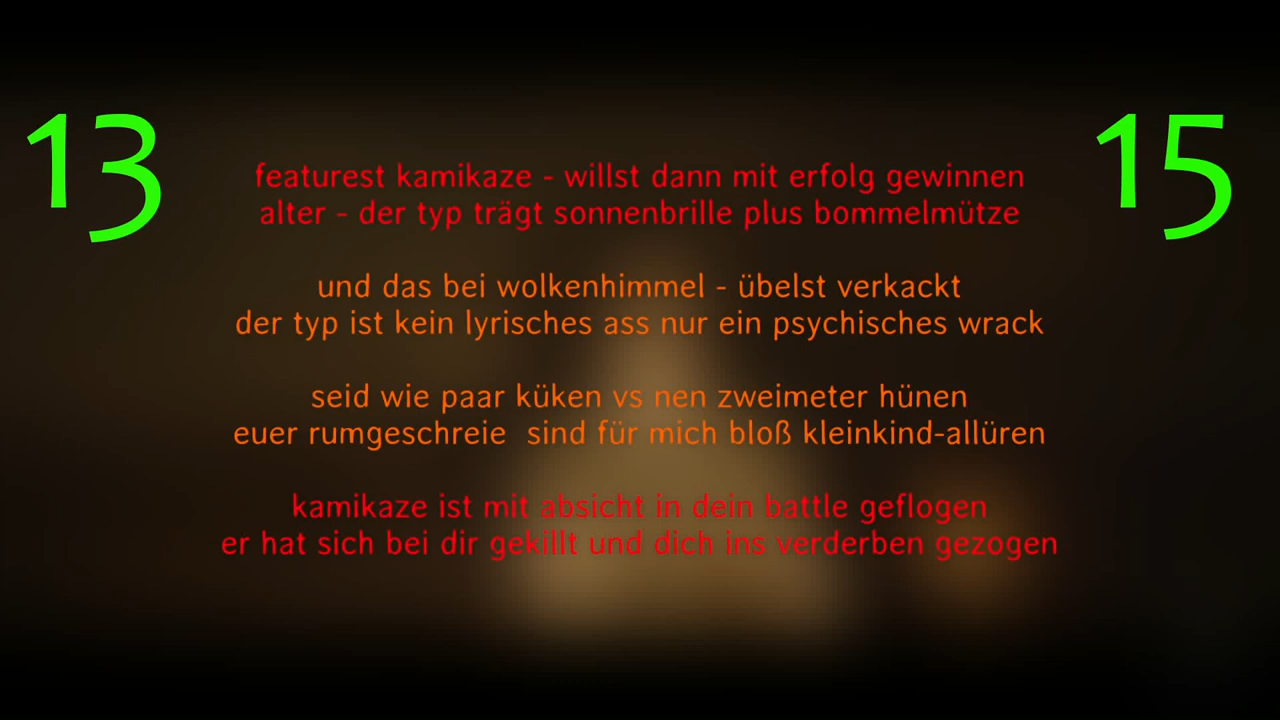 13
15
featurest kamikaze - willst dann mit erfolg gewinnen
alter - der typ trägt sonnenbrille plus bommelmütze
und das bei wolkenhimmel - übelst verkackt
der typ ist kein lyrisches ass nur ein psychisches wrack
seid wie paar küken vs nen zweimeter hünen
euer rumgeschreie  sind für mich bloß kleinkind-allüren
kamikaze ist mit absicht in dein battle geflogen
er hat sich bei dir gekillt und dich ins verderben gezogen